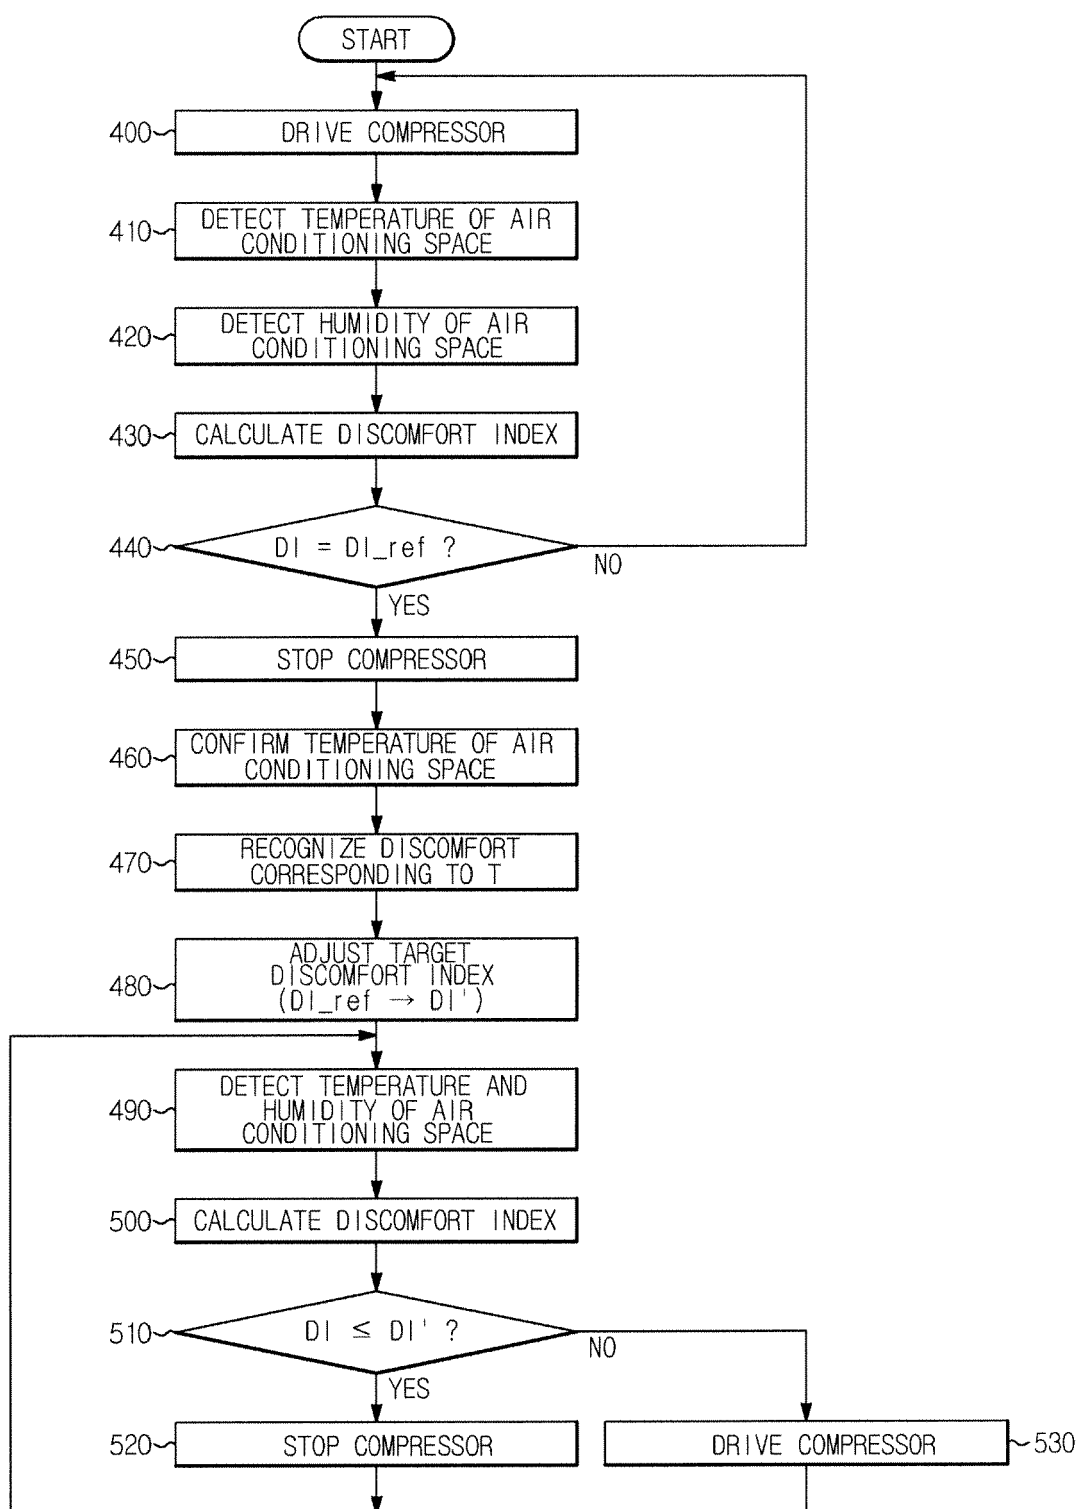 START
400
DRIVE COMPRESSOR
410
DETECT TEMPERATURE OF AIR
CONDITIONING SPACE
420
DETECT HUMIDITY OF AIR
CONDITIONING SPACE
430
CALCULATE DISCOMFORT INDEX
440
DI = DI_ref ?
NO
YES
450
STOP COMPRESSOR
460
CONFIRM TEMPERATURE OF AIR
CONDITIONING SPACE
470
RECOGNIZE DISCOMFORT
CORRESPONDING TO T
480
ADJUST TARGET
DISCOMFORT INDEX
(DI_ref → DI')
490
DETECT TEMPERATURE AND
HUMIDITY OF AIR
CONDITIONING SPACE
500
CALCULATE DISCOMFORT INDEX
510
DI ≤ DI' ?
NO
YES
520
STOP COMPRESSOR
DRIVE COMPRESSOR
530